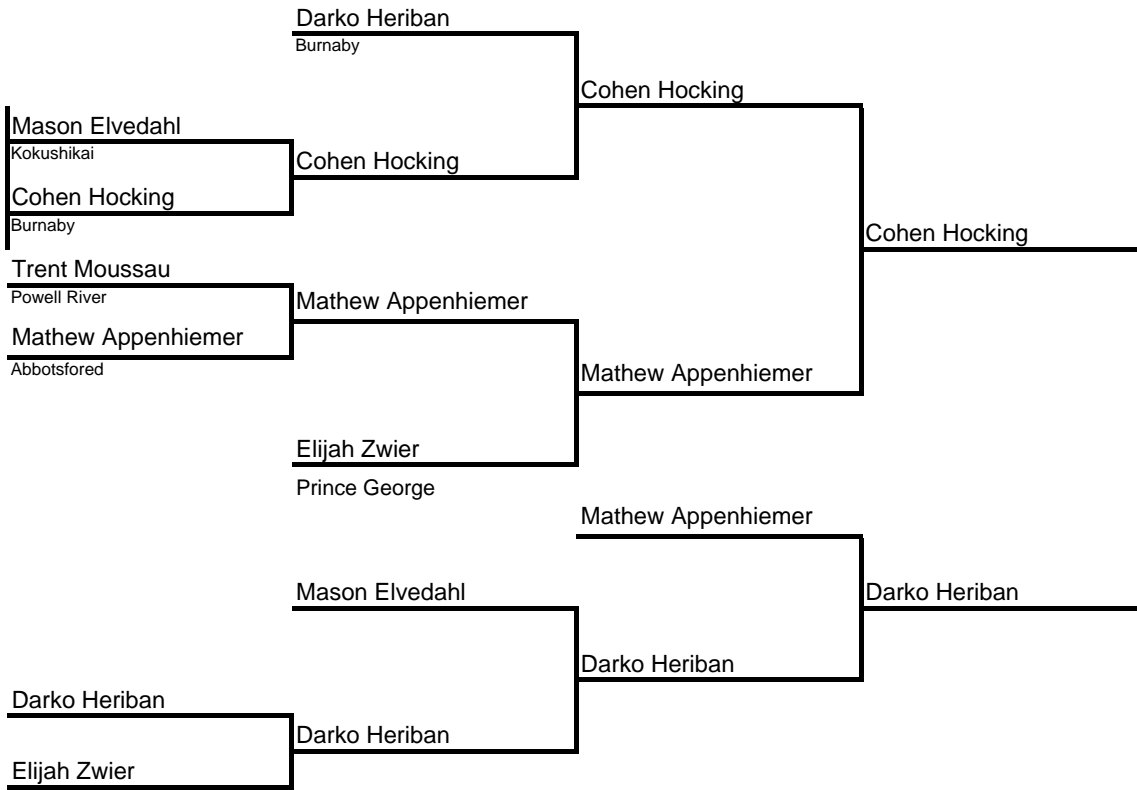 Darko Heriban
Burnaby
Cohen Hocking
Mason Elvedahl
Kokushikai
Cohen Hocking
Cohen Hocking
Burnaby
Cohen Hocking
Trent Moussau
Powell River
Mathew Appenhiemer
Mathew Appenhiemer
Abbotsfored
Mathew Appenhiemer
Elijah Zwier
Prince George
Mathew Appenhiemer
Mason Elvedahl
Darko Heriban
Darko Heriban
Darko Heriban
Darko Heriban
Elijah Zwier